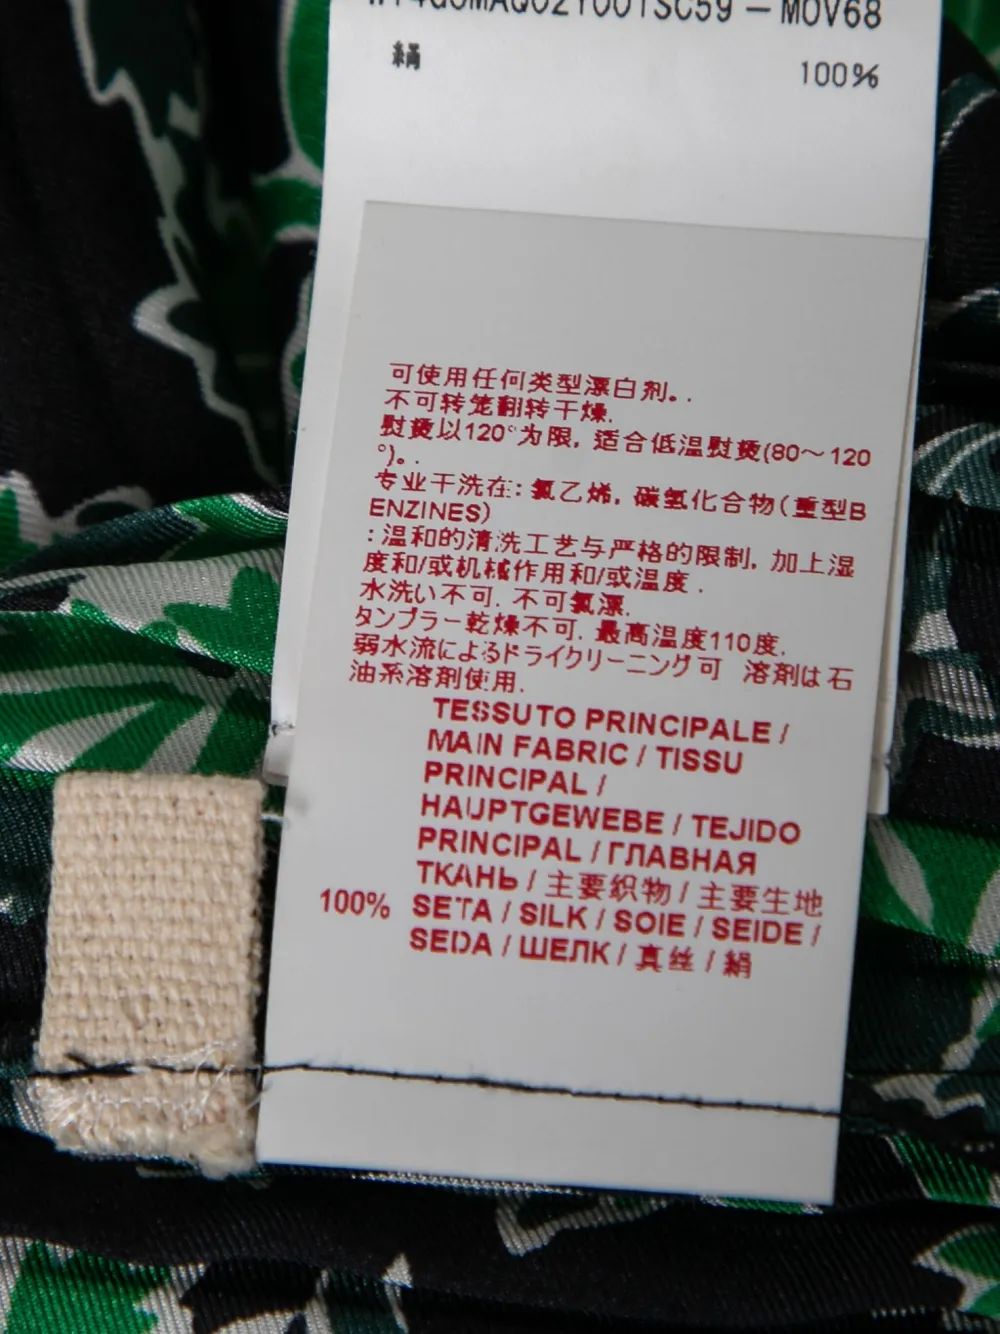 MOV68
絹
100%
可使用任何类型漂白剂。.
不可转笼翻转干燥.
熨烫以120°为限, 适合低温熨烫(80～120
°)。.
专业干洗在: 氯乙烯, 碳氢化合物(重型B
ENZINES)
:温和的清洗工艺与严格的限制, 加上湿
度和/或机械作用和/或温度 .
水洗い不可. 不可氯漂.
タンブラー乾燥不可. 最高温度110度.
弱水流によるドライクリーニング可 溶剤は石
油系溶剤使用.
TESSUTO PRINCIPALE /
MAIN FABRIC / TISSU
PRINCIPAL /
HAUPTGEWEBE / TEJIDO
PRINCIPAL / ГЛАВНАЯ
ТКАНЬ / 主要织物 / 主要生地
100% SETA / SILK / SOIE / SEIDE /
SEDA / ШЕЛК / 真丝 / 絹